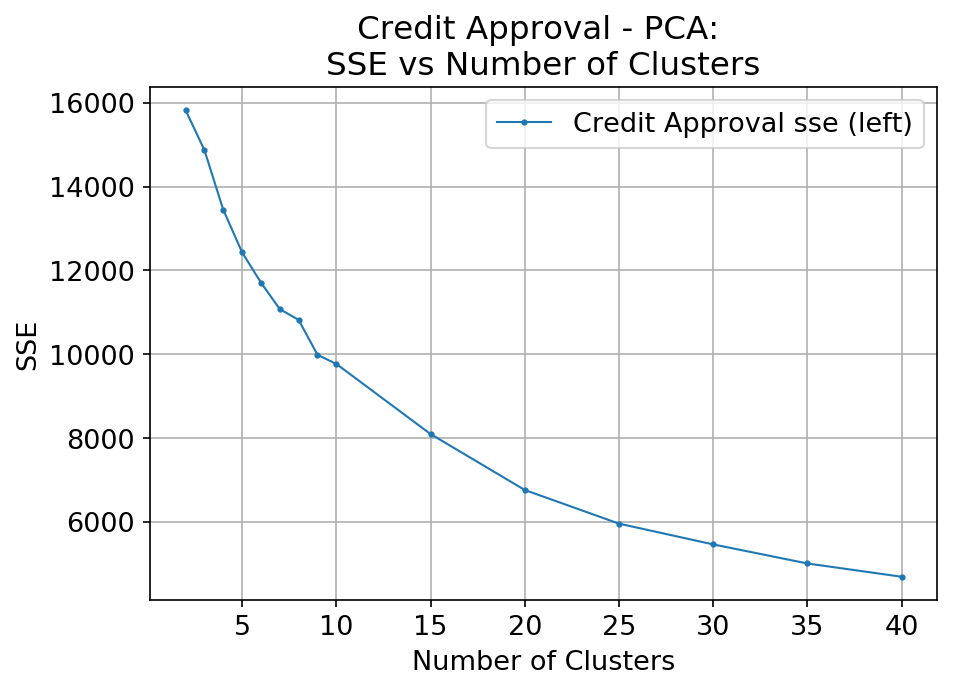 Credit Approval - PCA:
SSE vs Number of Clusters
Credit Approval sse (left)
16000
14000
12000
10000
8000
6000
SSE
5 10 15 20 25 30 35 40
Number of Clusters